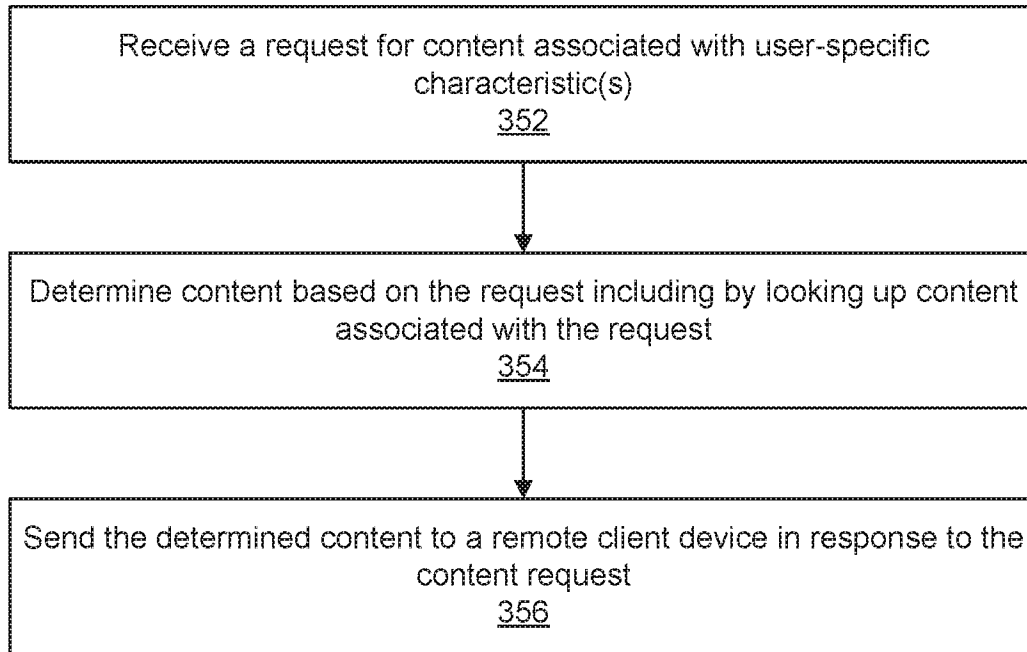 Receive a request for content associated with user-specific
characteristic(s)
352
Determine content based on the request including by looking up content
associated with the request
354
Send the determined content to a remote client device in response to the
content request
356